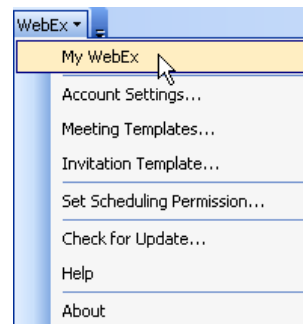 WebEx
My WebEx
Account Settings...
Meeting Templates...
Invitation Template...
Set Scheduling Permission...
Check for Update...
Help
About